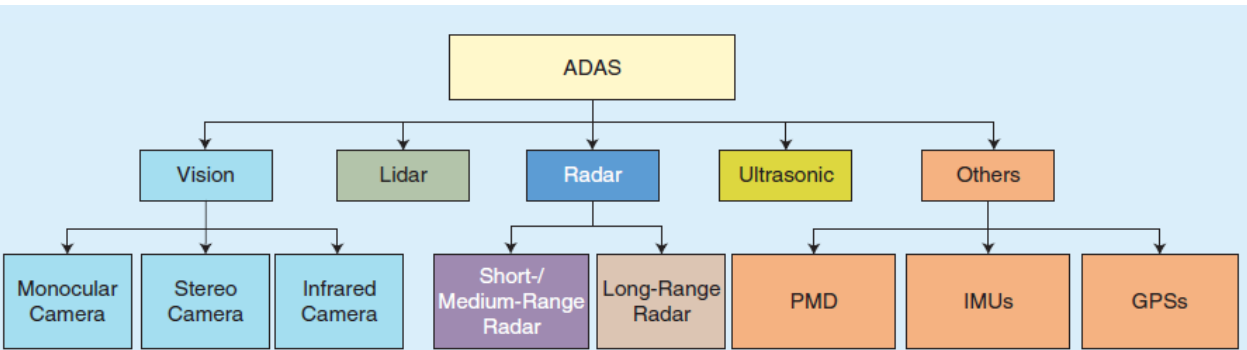 ADAS
Vision
Lidar
Radar
Ultrasonic
Others
Monocular
Camera
Stereo
Camera
Infrared
Camera
Short-/
Medium-Range
Radar
Long-Range
Radar
PMD
IMUs
GPSs